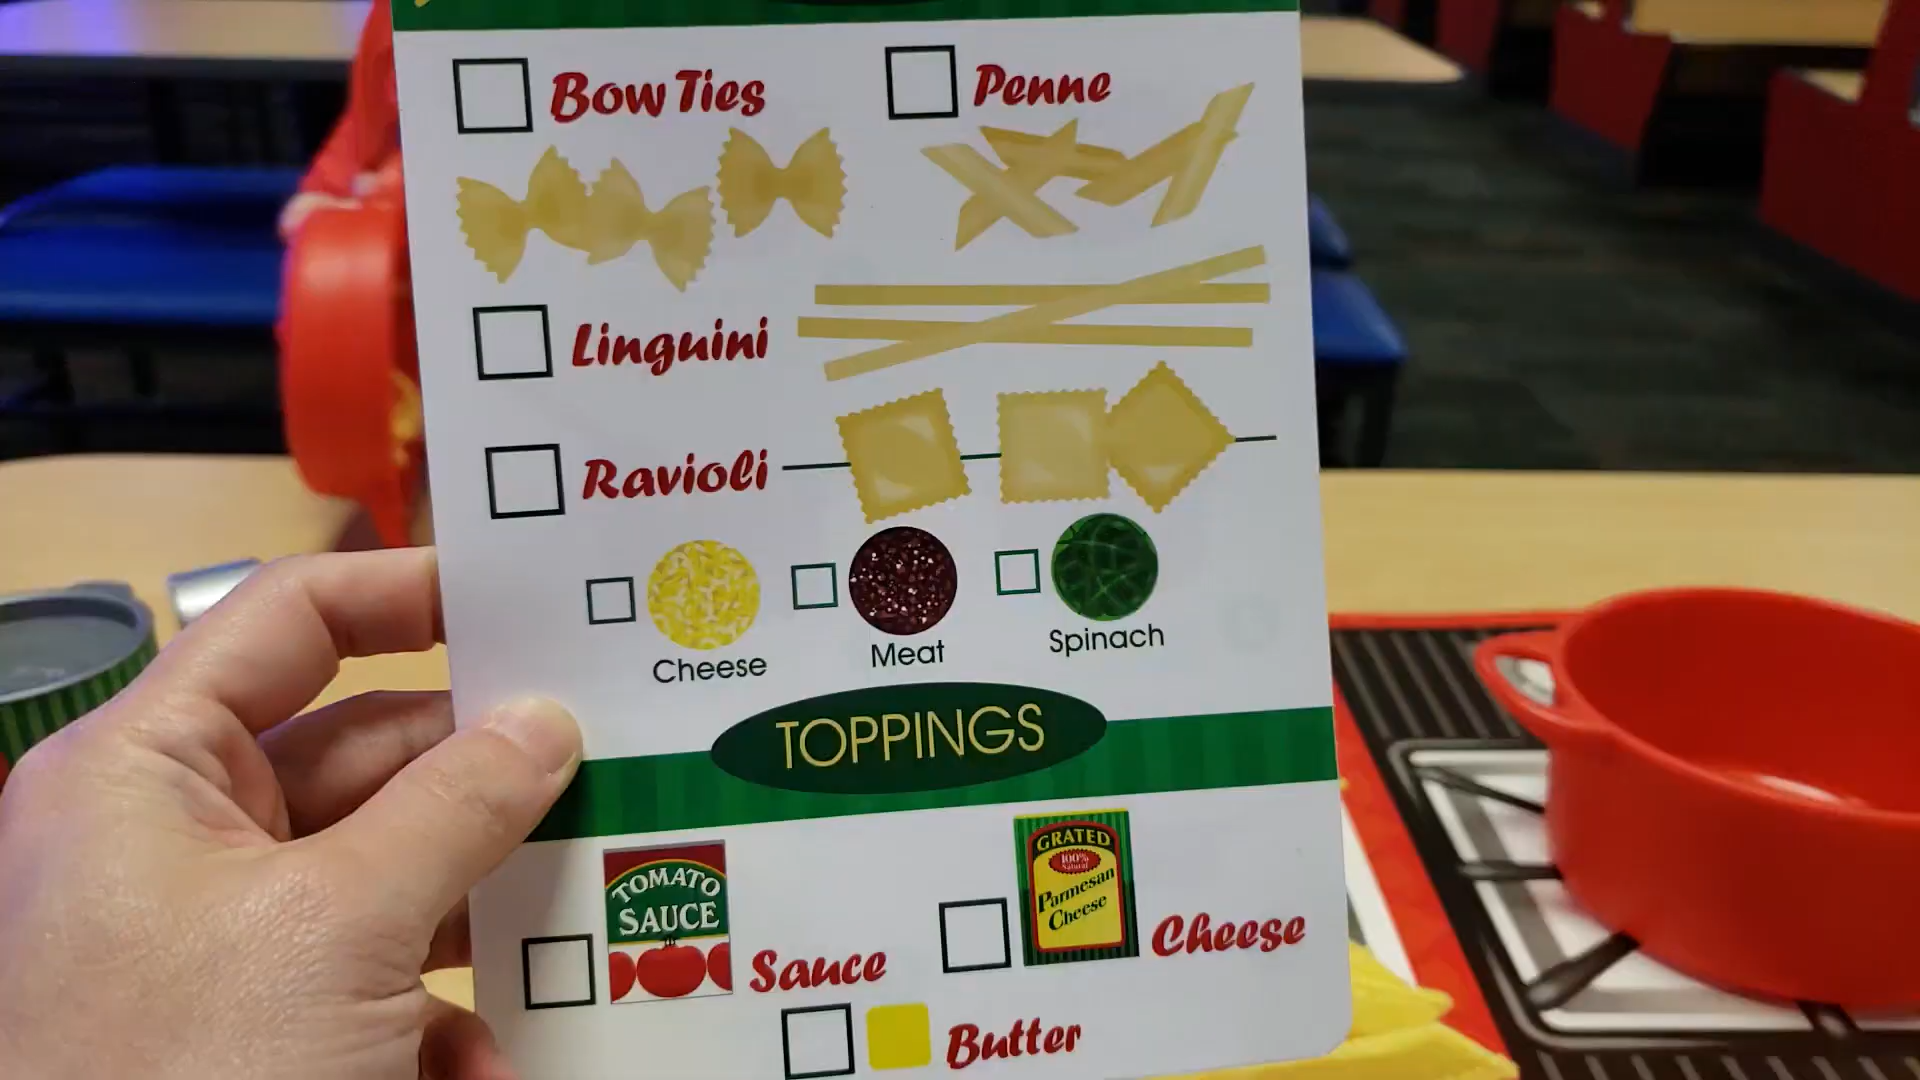 Bow Ties
Penne
Linguini
Ravioli
Cheese
Meat
Spinach
TOPPINGS
TOMATO
SAUCE
Sauce
GRATED
100%
Natural
Parmesan
Cheese
Cheese
Butter